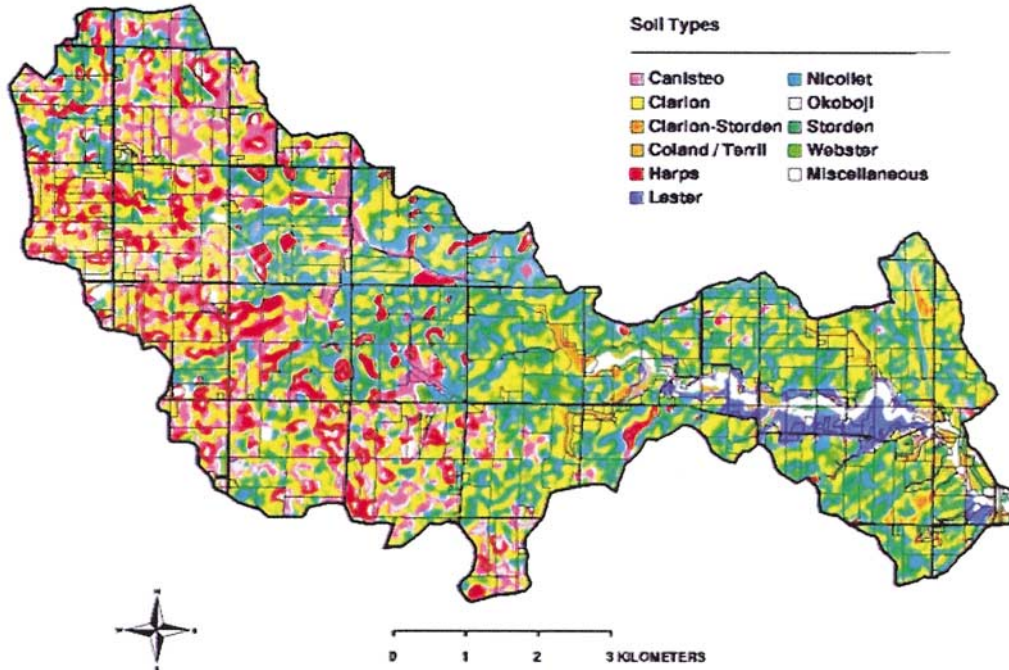 Soil Types
Canisteo
Clarion
Clarion-Storden
Coland / Terril
Harps
Lester
Nicollet
Okoboji
Storden
Webster
Miscellaneous
0 1 2 3 KILOMETERS